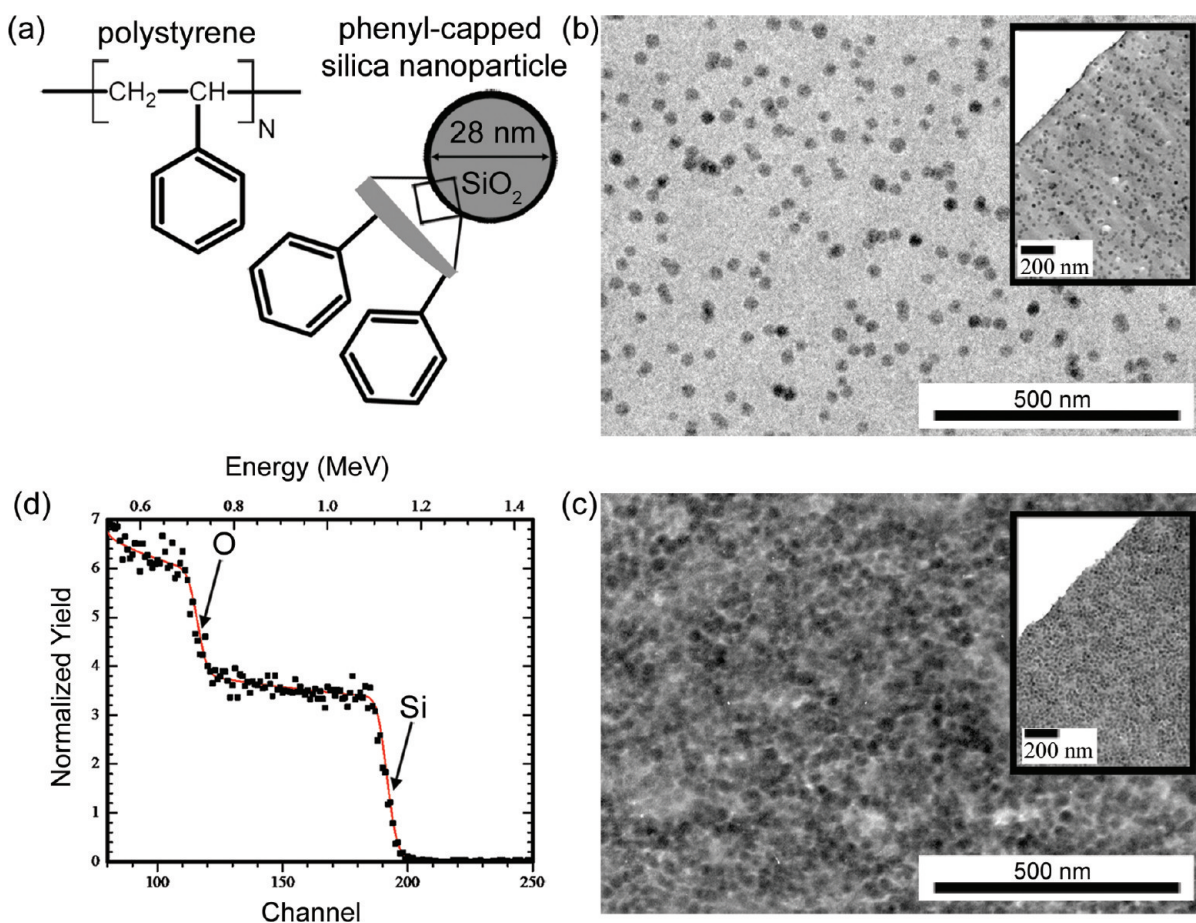 (a)
polystyrene
phenyl-capped
silica nanoparticle
CH₂
CH
N
28 nm
SiO₂
(b)
200 nm
500 nm
(d)
Energy (MeV)
0.6 0.8 1.0 1.2 1.4
7
6
5
4
3
2
1
0
O
Si
Normalized Yield
100 150 200 250
Channel
(c)
200 nm
500 nm